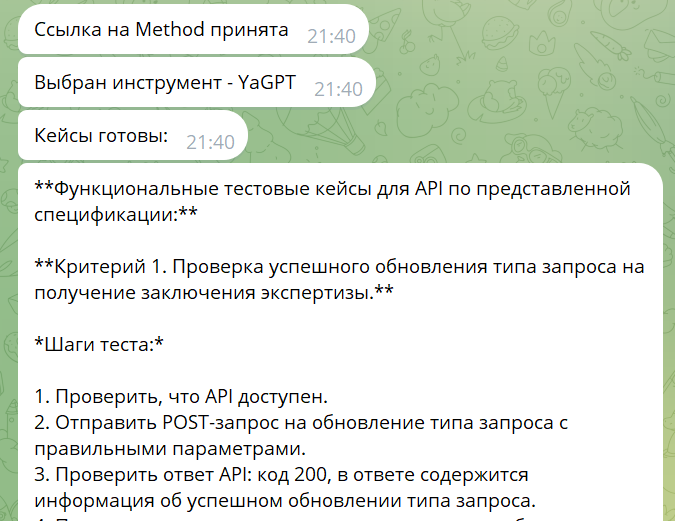 Ссылка на Method принята 21:40
Выбран инструмент - YaGPT 21:40
Кейсы готовы: 21:40
**Функциональные тестовые кейсы для API по представленной
спецификации:**
**Критерий 1. Проверка успешного обновления типа запроса на
получение заключения экспертизы.**
*Шаги теста:*
1. Проверить, что API доступен.
2. Отправить POST-запрос на обновление типа запроса с
правильными параметрами.
3. Проверить ответ API: код 200, в ответе содержится
информация об успешном обновлении типа запроса.